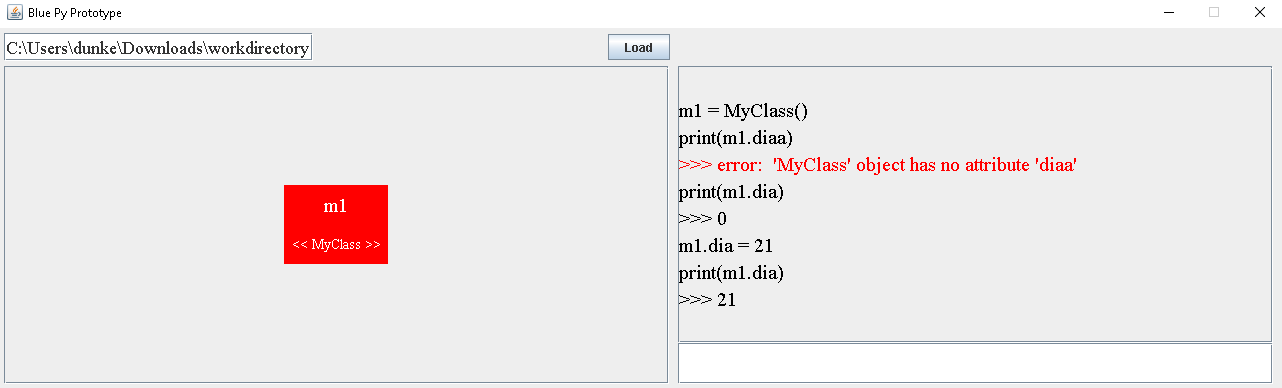 Blue Py Prototype
C:\Users\dunke\Downloads\workdirectory
Load
m1
<< MyClass >>
m1 = MyClass()
print(m1.diaa)
>>> error:  'MyClass' object has no attribute 'diaa'
print(m1.dia)
>>> 0
m1.dia = 21
print(m1.dia)
>>> 21